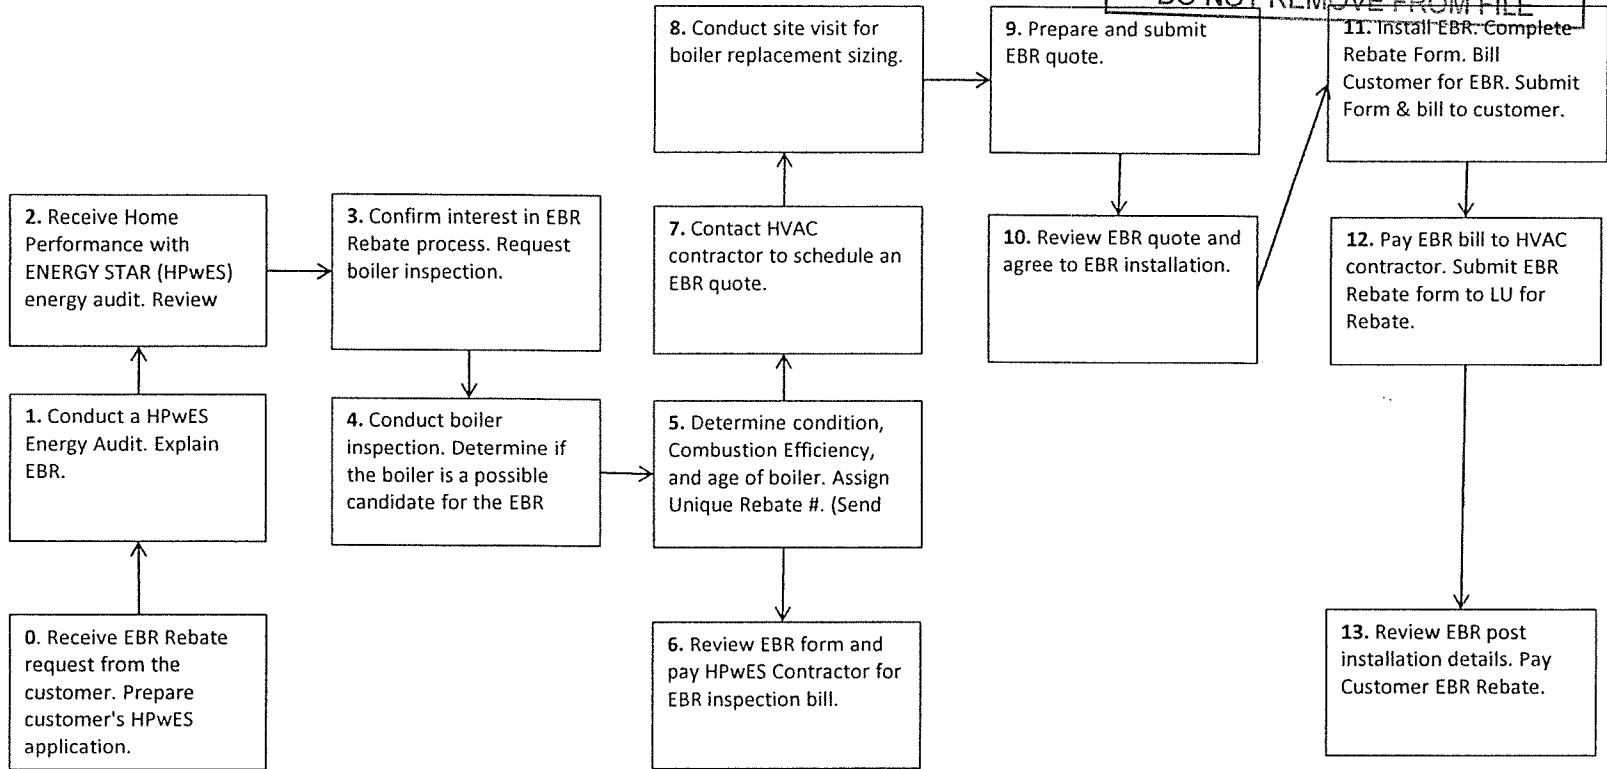 DO NOT REMOVE FROM FILE
8. Conduct site visit for
boiler replacement sizing.
9. Prepare and submit
EBR quote.
11. Install EBR. Complete
Rebate Form. Bill
Customer for EBR. Submit
Form & bill to customer.
2. Receive Home
Performance with
ENERGY STAR (HPwES)
energy audit. Review
3. Confirm interest in EBR
Rebate process. Request
boiler inspection.
7. Contact HVAC
contractor to schedule an
EBR quote.
10. Review EBR quote and
agree to EBR installation.
12. Pay EBR bill to HVAC
contractor. Submit EBR
Rebate form to LU for
Rebate.
1. Conduct a HPwES
Energy Audit. Explain
EBR.
4. Conduct boiler
inspection. Determine if
the boiler is a possible
candidate for the EBR
5. Determine condition,
Combustion Efficiency,
and age of boiler. Assign
Unique Rebate #. (Send
0. Receive EBR Rebate
request from the
customer. Prepare
customer's HPwES
application.
6. Review EBR form and
pay HPwES Contractor for
EBR inspection bill.
13. Review EBR post
installation details. Pay
Customer EBR Rebate.